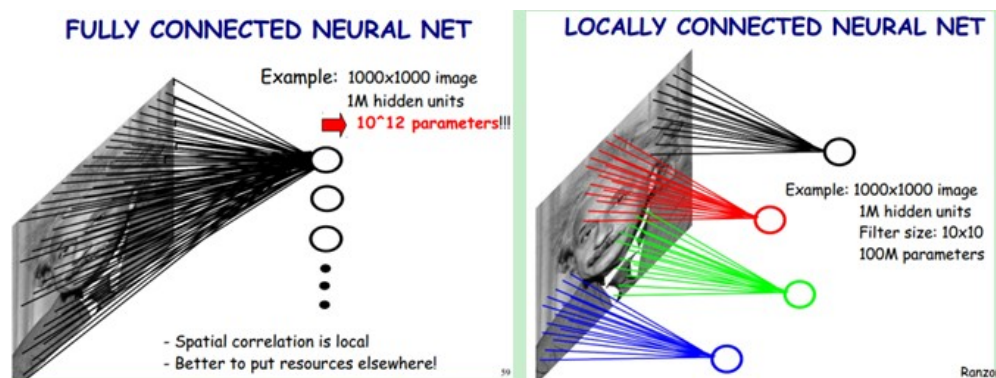 FULLY CONNECTED NEURAL NET
Example: 1000x1000 image
1M hidden units
10^12 parameters!!!
- Spatial correlation is local
- Better to put resources elsewhere!
59
LOCALLY CONNECTED NEURAL NET
Example: 1000x1000 image
1M hidden units
Filter size: 10x10
100M parameters
Ranzo